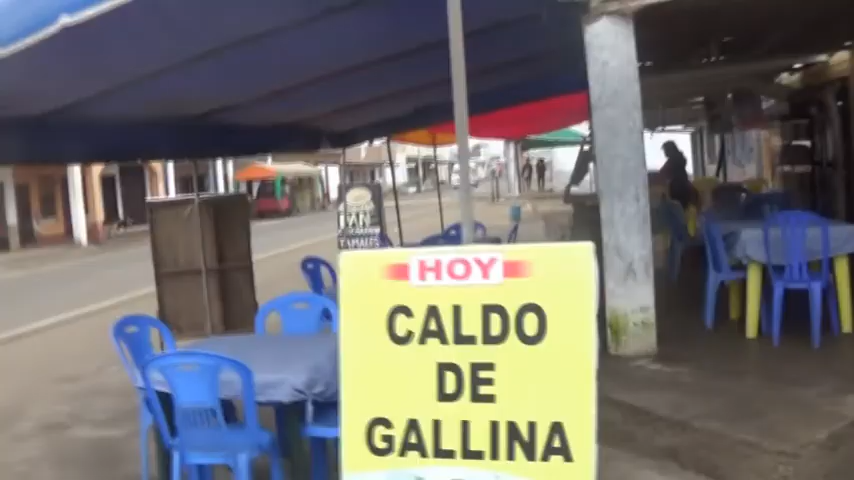 HOY
CALDO
DE
GALLINA
PAN
TAMALES